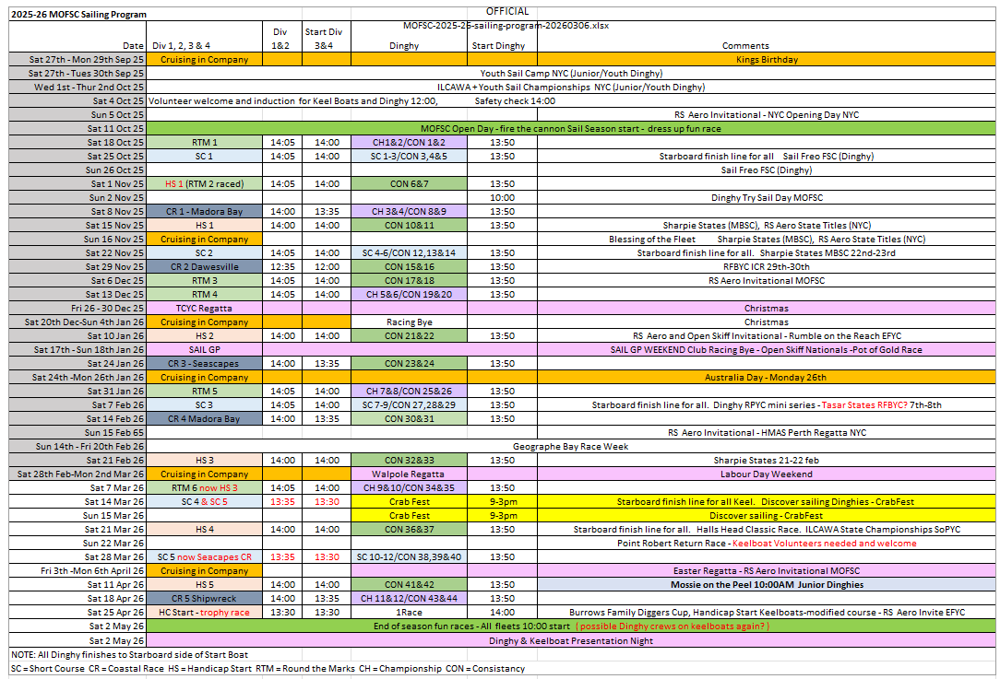 OFFICIAL
2025-26 MOFSC Sailing Program
MOFSC-2025-26-sailing-program-20260306.xlsx
Date Div 1, 2, 3 & 4 Div 1&2 Start Div 3&4 Dinghy Start Dinghy Comments
Sat 27th - Mon 29th Sep 25 Cruising in Company Kings Birthday
Sat 27th - Tues 30th Sep 25 Youth Sail Camp NYC (Junior/Youth Dinghy)
Wed 1st - Thur 2nd Oct 25 ILCAWA + Youth Sail Championships NYC (Junior/Youth Dinghy)
Sat 4 Oct 25 Volunteer welcome and induction for Keel Boats and Dinghy 12:00, Safety check 14:00
Sun 5 Oct 25 RS Aero Invitational - NYC Opening Day NYC
Sat 11 Oct 25 MOFSC Open Day - fire the cannon Sail Season start - dress up fun race
Sat 18 Oct 25 RTM 1 14:05 14:00 CH1&2/CON 1&2 13:50
Sat 25 Oct 25 SC 1 14:05 14:00 SC 1-3/CON 3,4&5 13:50 Starboard finish line for all Sail Freo FSC (Dinghy)
Sun 26 Oct 25 Sail Freo FSC (Dinghy)
Sat 1 Nov 25 HS 1 (RTM 2 raced) 14:05 14:00 CON 6&7 13:50
Sun 2 Nov 25 10:00 Dinghy Try Sail Day MOFSC
Sat 8 Nov 25 CR 1 - Madora Bay 14:00 13:35 CH 3&4/CON 8&9 13:50
Sat 15 Nov 25 HS 1 14:00 14:00 CON 10&11 13:50 Sharpie States (MBSC), RS Aero State Titles (NYC)
Sun 16 Nov 25 Cruising in Company Blessing of the Fleet Sharpie States (MBSC), RS Aero State Titles (NYC)
Sat 22 Nov 25 SC 2 14:05 14:00 SC 4-6/CON 12,13&14 13:50 Starboard finish line for all. Sharpie States MBSC 22nd-23rd
Sat 29 Nov 25 CR 2 Dawesville 12:35 12:00 CON 15&16 13:50 RFBYC ICR 29th-30th
Sat 6 Dec 25 RTM 3 14:05 14:00 CON 17&18 13:50 RS Aero Invitational MOFSC
Sat 13 Dec 25 RTM 4 14:05 14:00 CH 5&6/CON 19&20 13:50
Fri 26 - 30 Dec 25 TCYC Regatta Christmas
Sat 20th Dec-Sun 4th Jan 26 Cruising in Company Racing Bye Christmas
Sat 10 Jan 26 HS 2 14:00 14:00 CON 21&22 13:50 RS Aero and Open Skiff Invitational - Rumble on the Reach EFYC
Sat 17th - Sun 18th Jan 26 SAIL GP SAIL GP WEEKEND Club Racing Bye - Open Skiff Nationals -Pot of Gold Race
Sat 24 Jan 26 CR 3 - Seascapes 14:00 13:35 CON 23&24 13:50
Sat 24th -Mon 26th Jan 26 Cruising in Company Australia Day - Monday 26th
Sat 31 Jan 26 RTM 5 14:05 14:00 CH 7&8/CON 25&26 13:50
Sat 7 Feb 26 SC 3 14:05 14:00 SC 7-9/CON 27,28&29 13:50 Starboard finish line for all. Dinghy RPYC mini series - Tasar States RFBYC? 7th-8th
Sat 14 Feb 26 CR 4 Madora Bay 14:00 13:35 CON 30&31 13:50
Sun 15 Feb 65 RS Aero Invitational - HMAS Perth Regatta NYC
Sun 14th - Fri 20th Feb 26 Geographe Bay Race Week
Sat 21 Feb 26 HS 3 14:00 14:00 CON 32&33 13:50 Sharpie States 21-22 feb
Sat 28th Feb-Mon 2nd Mar 26 Cruising in Company Walpole Regatta Labour Day Weekend
Sat 7 Mar 26 RTM 6 now HS 3 14:05 14:00 CH 9&10/CON 34&35 13:50
Sat 14 Mar 26 SC 4 & SC 5 13:35 13:30 Crab Fest 9-3pm Starboard finish line for all Keel. Discover sailing Dinghies - CrabFest
Sun 15 Mar 26 Crab Fest 9-3pm Discover sailing - CrabFest
Sat 21 Mar 26 HS 4 14:00 14:00 CON 36&37 13:50 Starboard finish line for all. Halls Head Classic Race. ILCAWA State Championships SoPYC
Sun 22 Mar 26 Point Robert Return Race - Keelboat Volunteers needed and welcome
Sat 28 Mar 26 SC 5 now Seacapes CR 13:35 13:30 SC 10-12/CON 38,39&40 13:50
Fri 3th -Mon 6th April 26 Cruising in Company Easter Regatta - RS Aero Invitational MOFSC
Sat 11 Apr 26 HS 5 14:00 14:00 CON 41&42 13:50 Mossie on the Peel 10:00AM Junior Dinghies
Sat 18 Apr 26 CR 5 Shipwreck 14:00 13:35 CH 11&12/CON 43&44 13:50
Sat 25 Apr 26 HC Start - trophy race 13:30 13:30 1Race 14:00 Burrows Family Diggers Cup, Handicap Start Keelboats-modified course - RS Aero Invite EFYC
Sat 2 May 26 End of season fun races - All fleets 10:00 start ( possible Dinghy crews on keelboats again? )
Sat 2 May 26 Dinghy & Keelboat Presentation Night
NOTE: All Dinghy finishes to Starboard side of Start Boat
SC = Short Course CR = Coastal Race HS = Handicap Start RTM = Round the Marks CH = Championship CON = Consistancy